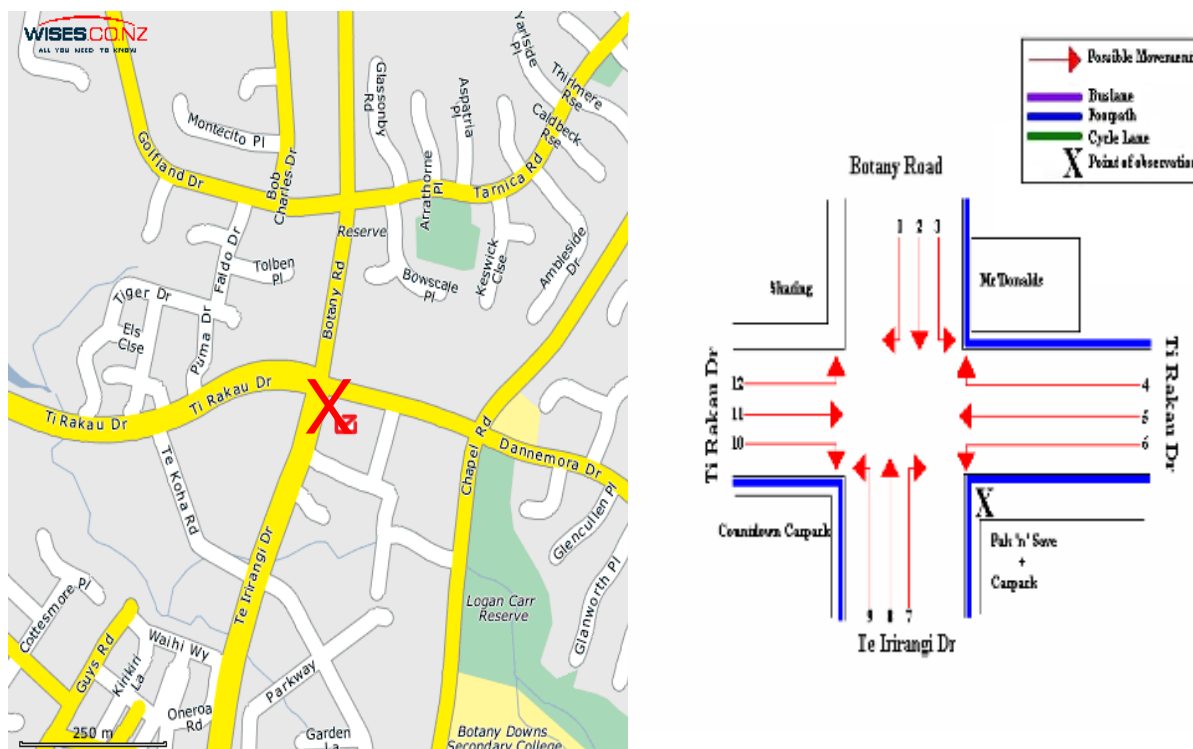 WISES.CO.NZ
ALL YOU NEED TO KNOW
Yartside
Pl
Thirlmere
Rse
Glassonby
Rd
Aspatria
Pl
Caldbeck
Rse
Montecito Pl
Golfland Dr
Bob
Charles Dr
Arrathorne
Pl
Tarnica Rd
Reserve
Faldo Dr
Tolben
Pl
Botany Rd
Bowscale
Pl
Keswick
Clse
Ambleside
Dr
Tiger Dr
Els
Clse
Puma Dr
Ti Rakau Dr
Ti Rakau Dr
X
Te Koha Rd
Chapel Rd
Dannemora Dr
Glencullen Pl
Te Irirangi Dr
Cottesmore Pl
Logan Carr
Reserve
Glanworth Pl
Guys Rd
Waihi Wy
Kirikiri
La
Parkway
Oneroa
Rd
Garden
La
250 m
Botany Downs
Secondary College
Possible Movement
Buslane
Footpath
Cycle Lane
X Point of observation
Botany Road
1 2 3
Mc Donalds
Ti Rakau Dr
12
11
10
4
5
6
Ti Rakau Dr
X
Countdown Carpark
Pak 'n' Save
+
Carpark
9 8 7
Te Irirangi Dr